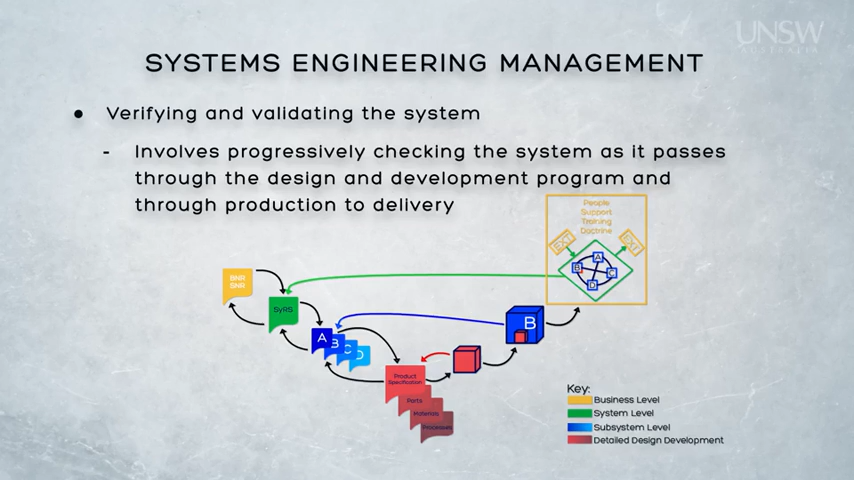 UNSW
AUSTRALIA
SYSTEMS ENGINEERING MANAGEMENT
● Verifying and validating the system
- Involves progressively checking the system as it passes
through the design and development program and
through production to delivery
People
Support
Training
Doctrine
EXT
EXT
A
B
C
D
BNR
SNR
SyRS
A
B
C
D
B
Product
Specification
Parts
Materials
Processes
Key:
Business Level
System Level
Subsystem Level
Detailed Design Development